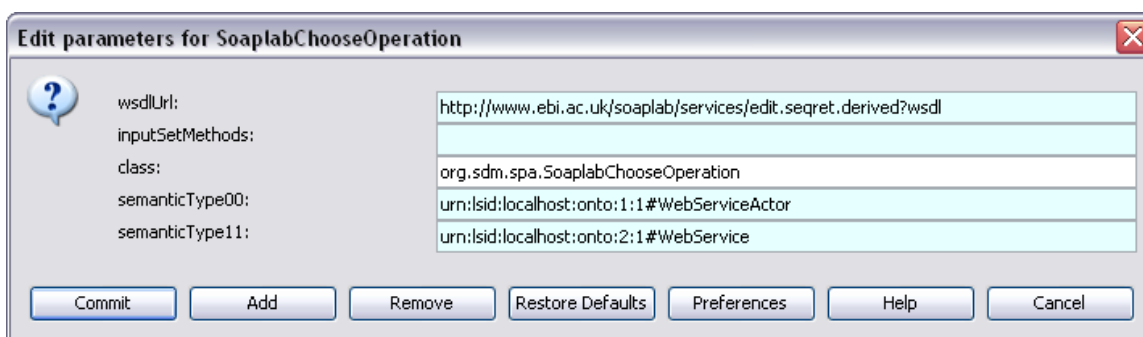 Edit parameters for SoaplabChooseOperation
wsdlUrl: http://www.ebi.ac.uk/soaplab/services/edit.seqret.derived?wsdl
inputSetMethods:
class: org.sdm.spa.SoaplabChooseOperation
semanticType00: urn:lsid:localhost:onto:1:1#WebServiceActor
semanticType11: urn:lsid:localhost:onto:2:1#WebService
Commit Add Remove Restore Defaults Preferences Help Cancel